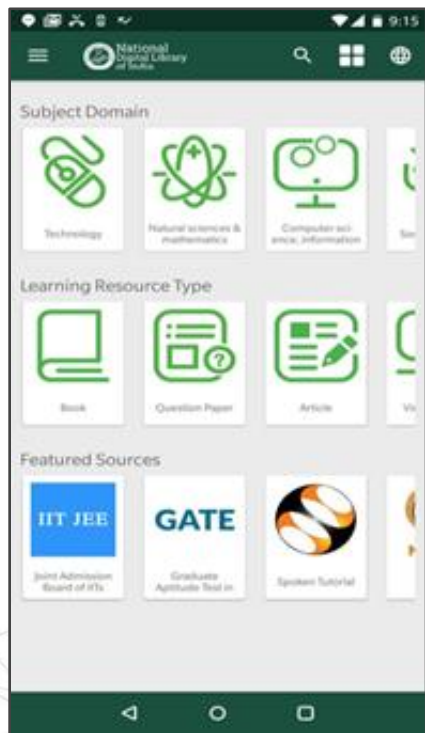 9:15
National
Digital Library
of India
Subject Domain
Technology
Natural sciences &
mathematics
Computer sci-
ence, information
Learning Resource Type
Book
Question Paper
Article
Featured Sources
IIT JEE
GATE
Joint Admission
Board of IITs
Graduate
Aptitude Test in
Spoken Tutorial